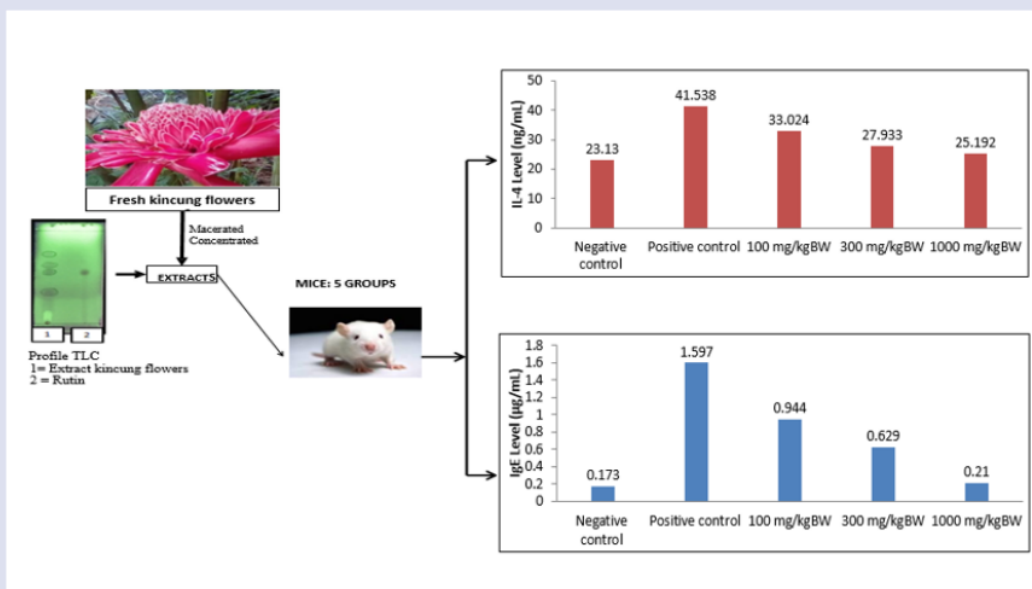 Fresh kincung flowers
Macerated
Concentrated
EXTRACTS
1
2
Profile TLC
1= Extract kincung flowers
2 = Rutin
MICE: 5 GROUPS
IL-4 Level (ng/mL)
50
40
30
20
10
0
23.13
41.538
33.024
27.933
25.192
Negative
control
Positive control
100 mg/kgBW
300 mg/kgBW
1000 mg/kgBW
IgE Level (µg/mL)
1.8
1.6
1.4
1.2
1
0.8
0.6
0.4
0.2
0
0.173
1.597
0.944
0.629
0.21
Negative
control
Positive control
100 mg/kgBW
300 mg/kgBW
1000 mg/kgBW